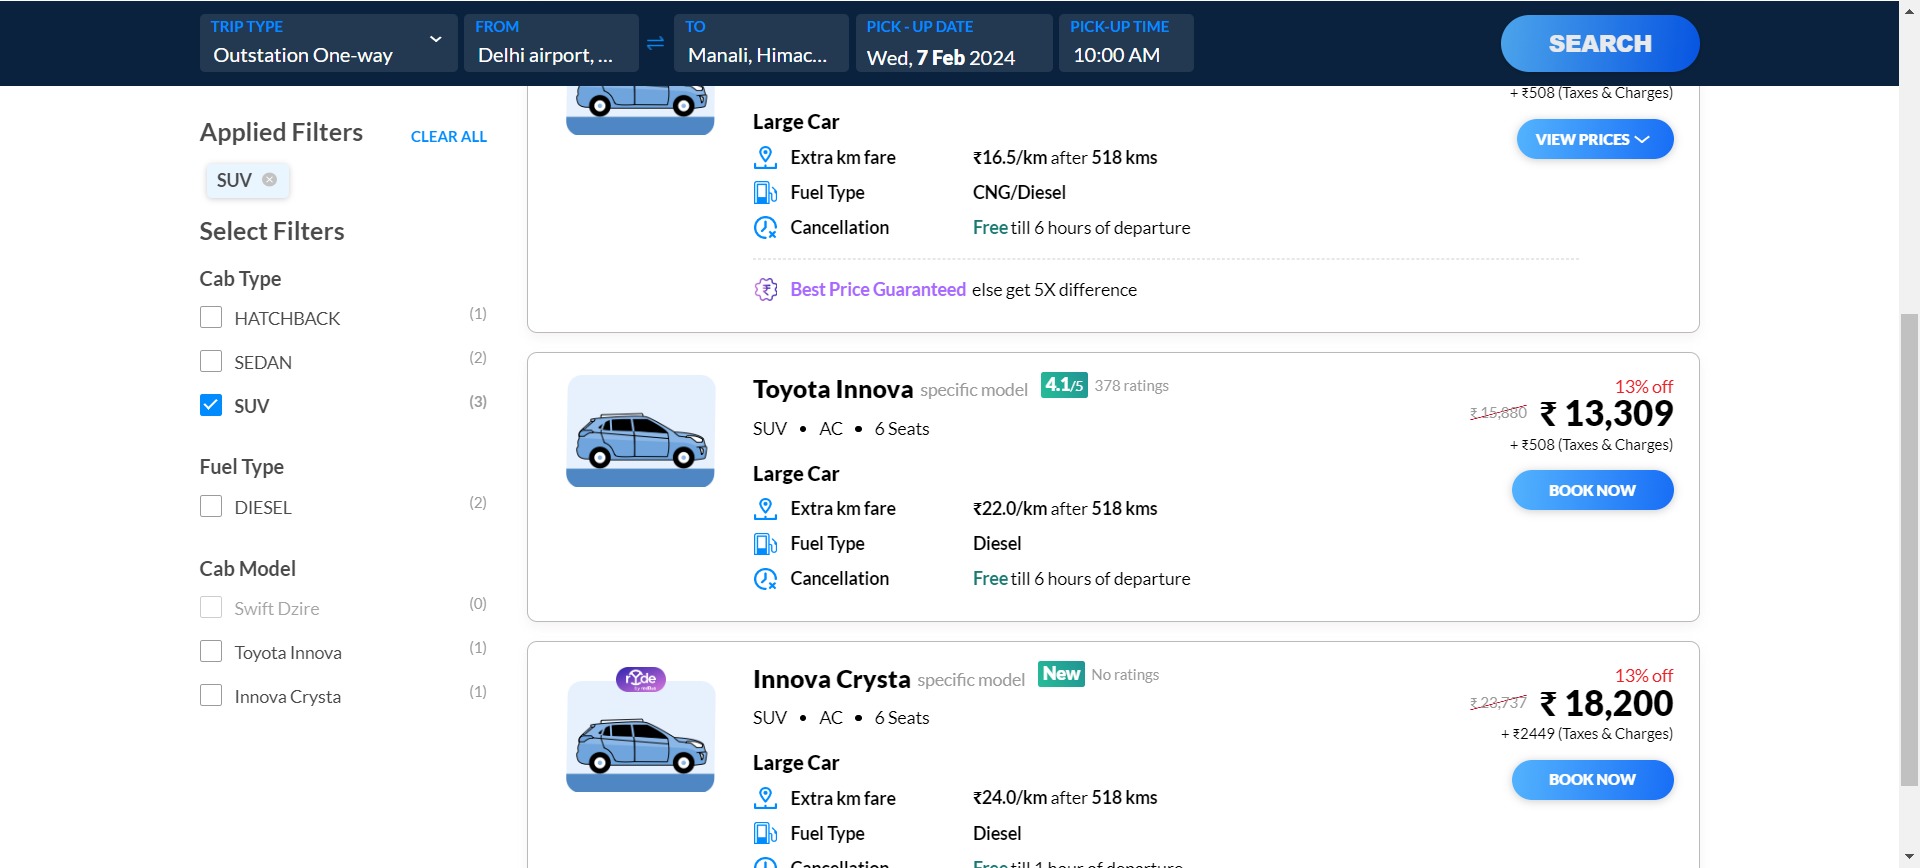 TRIP TYPE
Outstation One-way
FROM
Delhi airport, ...
TO
Manali, Himac...
PICK - UP DATE
Wed, 7 Feb 2024
PICK-UP TIME
10:00 AM
SEARCH
Applied Filters
CLEAR ALL
SUV
Select Filters
Cab Type
HATCHBACK (1)
SEDAN (2)
SUV (3)
Fuel Type
DIESEL (2)
Cab Model
Swift Dzire (0)
Toyota Innova (1)
Innova Crysta (1)
+ ₹508 (Taxes & Charges)
VIEW PRICES
Large Car
Extra km fare ₹16.5/km after 518 kms
Fuel Type CNG/Diesel
Cancellation Free till 6 hours of departure
Best Price Guaranteed else get 5X difference
Toyota Innova specific model 4.1/5 378 ratings
SUV • AC • 6 Seats
Large Car
Extra km fare ₹22.0/km after 518 kms
Fuel Type Diesel
Cancellation Free till 6 hours of departure
13% off
₹ 15,880 ₹ 13,309
+ ₹508 (Taxes & Charges)
BOOK NOW
ryde
by redBus
Innova Crysta specific model New No ratings
SUV • AC • 6 Seats
Large Car
Extra km fare ₹24.0/km after 518 kms
Fuel Type Diesel
Cancellation Free till 1 hour of departure
13% off
₹ 23,737 ₹ 18,200
+ ₹2449 (Taxes & Charges)
BOOK NOW